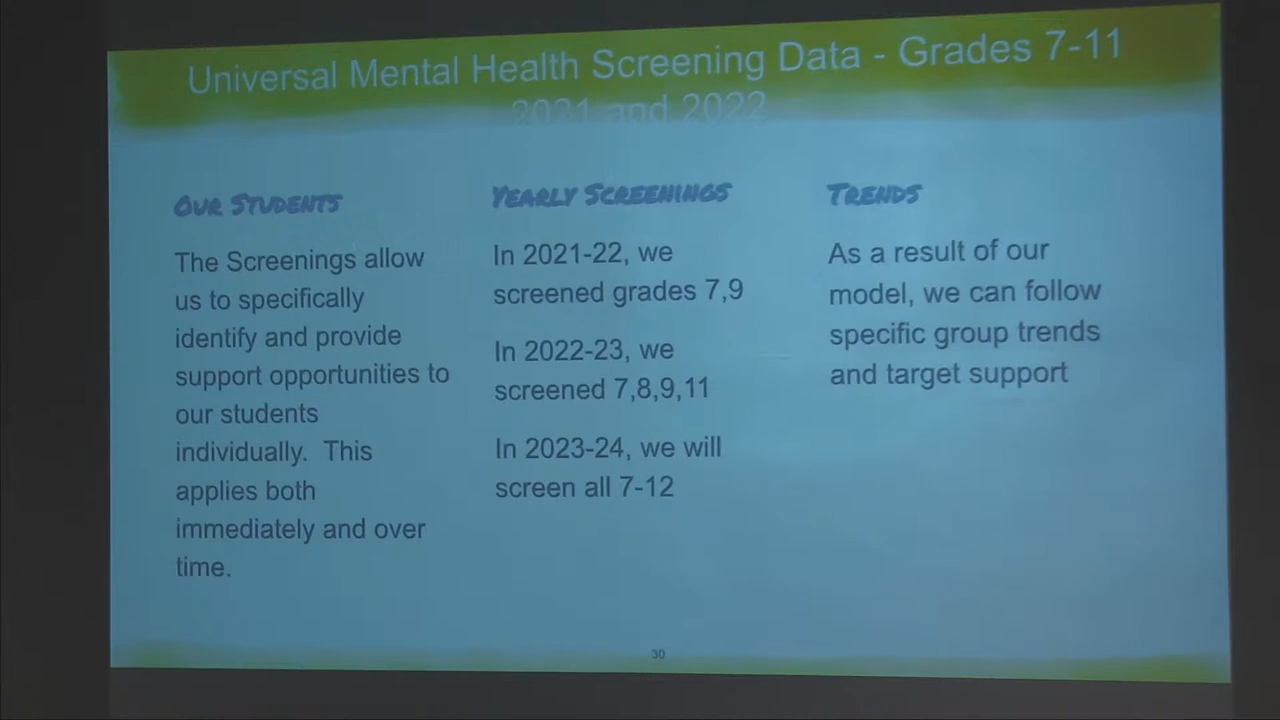 Universal Mental Health Screening Data - Grades 7-11
2021 and 2022
OUR STUDENTS
The Screenings allow
us to specifically
identify and provide
support opportunities to
our students
individually.  This
applies both
immediately and over
time.
YEARLY SCREENINGS
In 2021-22, we
screened grades 7,9
In 2022-23, we
screened 7,8,9,11
In 2023-24, we will
screen all 7-12
TRENDS
As a result of our
model, we can follow
specific group trends
and target support
30